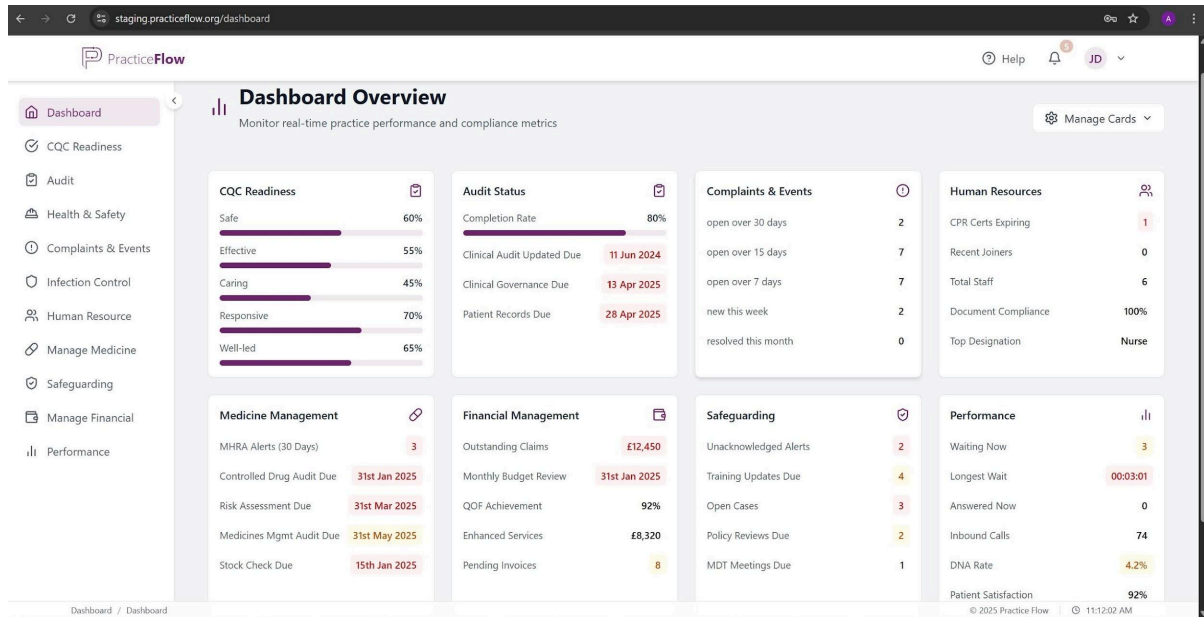 staging.practiceflow.org/dashboard
A
PracticeFlow
Help
5
JD
Dashboard
CQC Readiness
Audit
Health & Safety
Complaints & Events
Infection Control
Human Resource
Manage Medicine
Safeguarding
Manage Financial
Performance
Dashboard Overview
Monitor real-time practice performance and compliance metrics
Manage Cards
CQC Readiness
Safe 60%
Effective 55%
Caring 45%
Responsive 70%
Well-led 65%
Audit Status
Completion Rate 80%
Clinical Audit Updated Due 11 Jun 2024
Clinical Governance Due 13 Apr 2025
Patient Records Due 28 Apr 2025
Complaints & Events
open over 30 days 2
open over 15 days 7
open over 7 days 7
new this week 2
resolved this month 0
Human Resources
CPR Certs Expiring 1
Recent Joiners 0
Total Staff 6
Document Compliance 100%
Top Designation Nurse
Medicine Management
MHRA Alerts (30 Days) 3
Controlled Drug Audit Due 31st Jan 2025
Risk Assessment Due 31st Mar 2025
Medicines Mgmt Audit Due 31st May 2025
Stock Check Due 15th Jan 2025
Financial Management
Outstanding Claims £12,450
Monthly Budget Review 31st Jan 2025
QOF Achievement 92%
Enhanced Services £8,320
Pending Invoices 8
Safeguarding
Unacknowledged Alerts 2
Training Updates Due 4
Open Cases 3
Policy Reviews Due 2
MDT Meetings Due 1
Performance
Waiting Now 3
Longest Wait 00:03:01
Answered Now 0
Inbound Calls 74
DNA Rate 4.2%
Patient Satisfaction 92%
Dashboard / Dashboard
© 2025 Practice Flow
11:12:02 AM